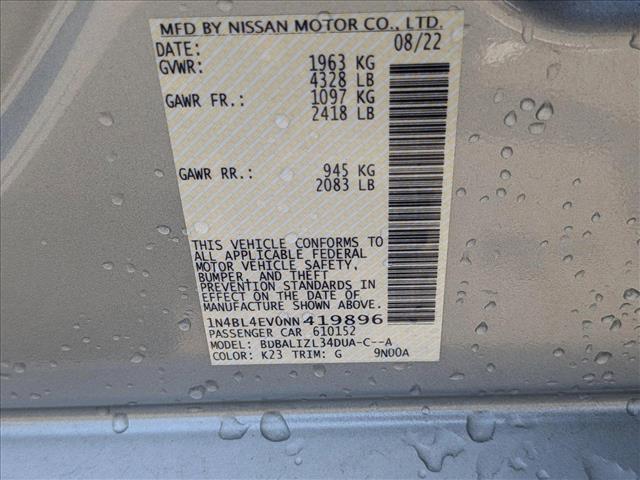 MFD BY NISSAN MOTOR CO., LTD.
DATE: 08/22
GVWR: 1963 KG
4328 LB
GAWR FR.: 1097 KG
2418 LB
GAWR RR.: 945 KG
2083 LB
THIS VEHICLE CONFORMS TO
ALL APPLICABLE FEDERAL
MOTOR VEHICLE SAFETY,
BUMPER, AND THEFT
PREVENTION STANDARDS IN
EFFECT ON THE DATE OF
MANUFACTURE SHOWN ABOVE.
1N4BL4EV0NN 419896
PASSENGER CAR 610152
MODEL: BDBALIZL34DUA-C--A
COLOR: K23 TRIM: G 9N00A